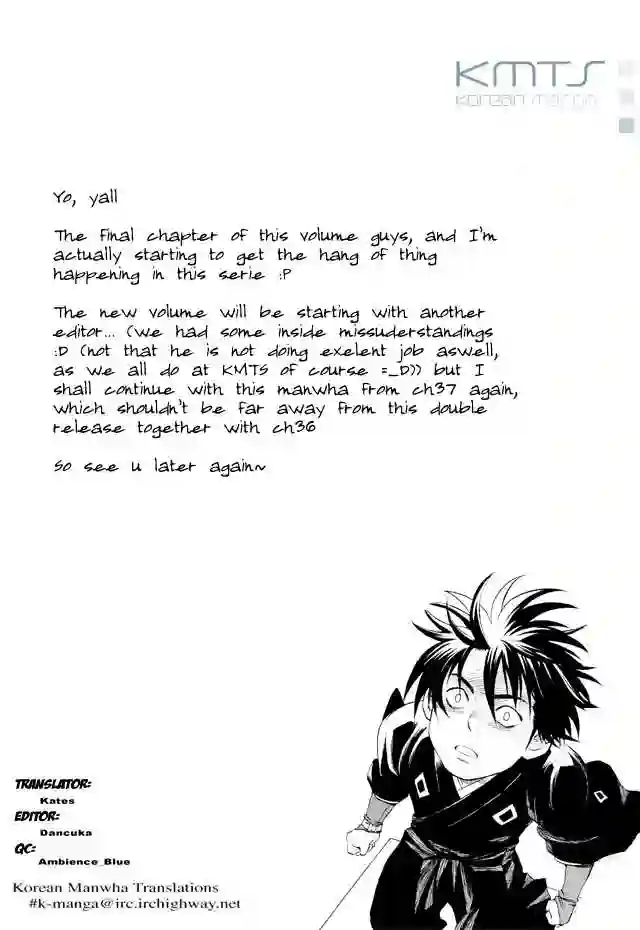 KMTS
Korean
Yo, yall
The final chapter of this volume guys, and I'm
actually starting to get the hang of thing
happening in this serie :P
The new volume will be starting with another
editor... (we had some inside missuderstandings
:D (not that he is not doing exelent job aswell,
as we all do at KMTS of course =_D)) but I
shall continue with this manwha from ch37 again,
which shouldn't be far away from this double
release together with ch36
So see u later again~
TRANSLATOR:
Kates
EDITOR:
Dancuka
QC:
Ambience_Blue
Korean Manwha Translations
#k-manga@irc.irchighway.net